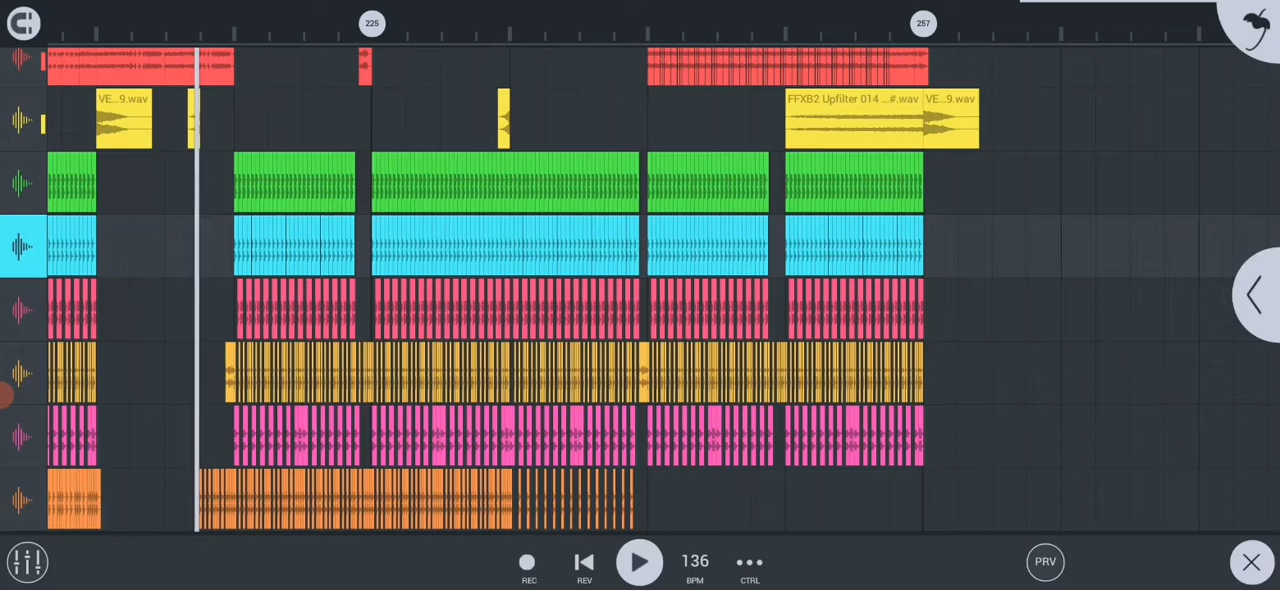 225
257
VE...9.wav
FFXB2 Upfilter 014 ...#.wav
VE...9.wav
136
PRV
REC
REV
BPM
CTRL